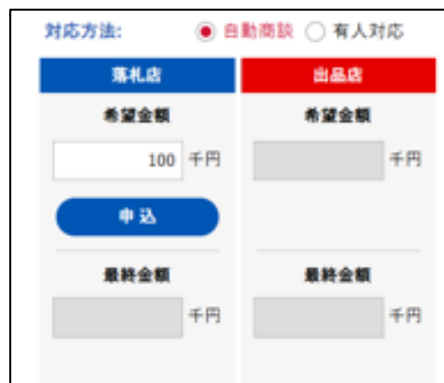 対応方法: 自動商談 有人対応
落札店 出品店
希望金額 希望金額
100 千円 千円
申込
最終金額 最終金額
千円 千円